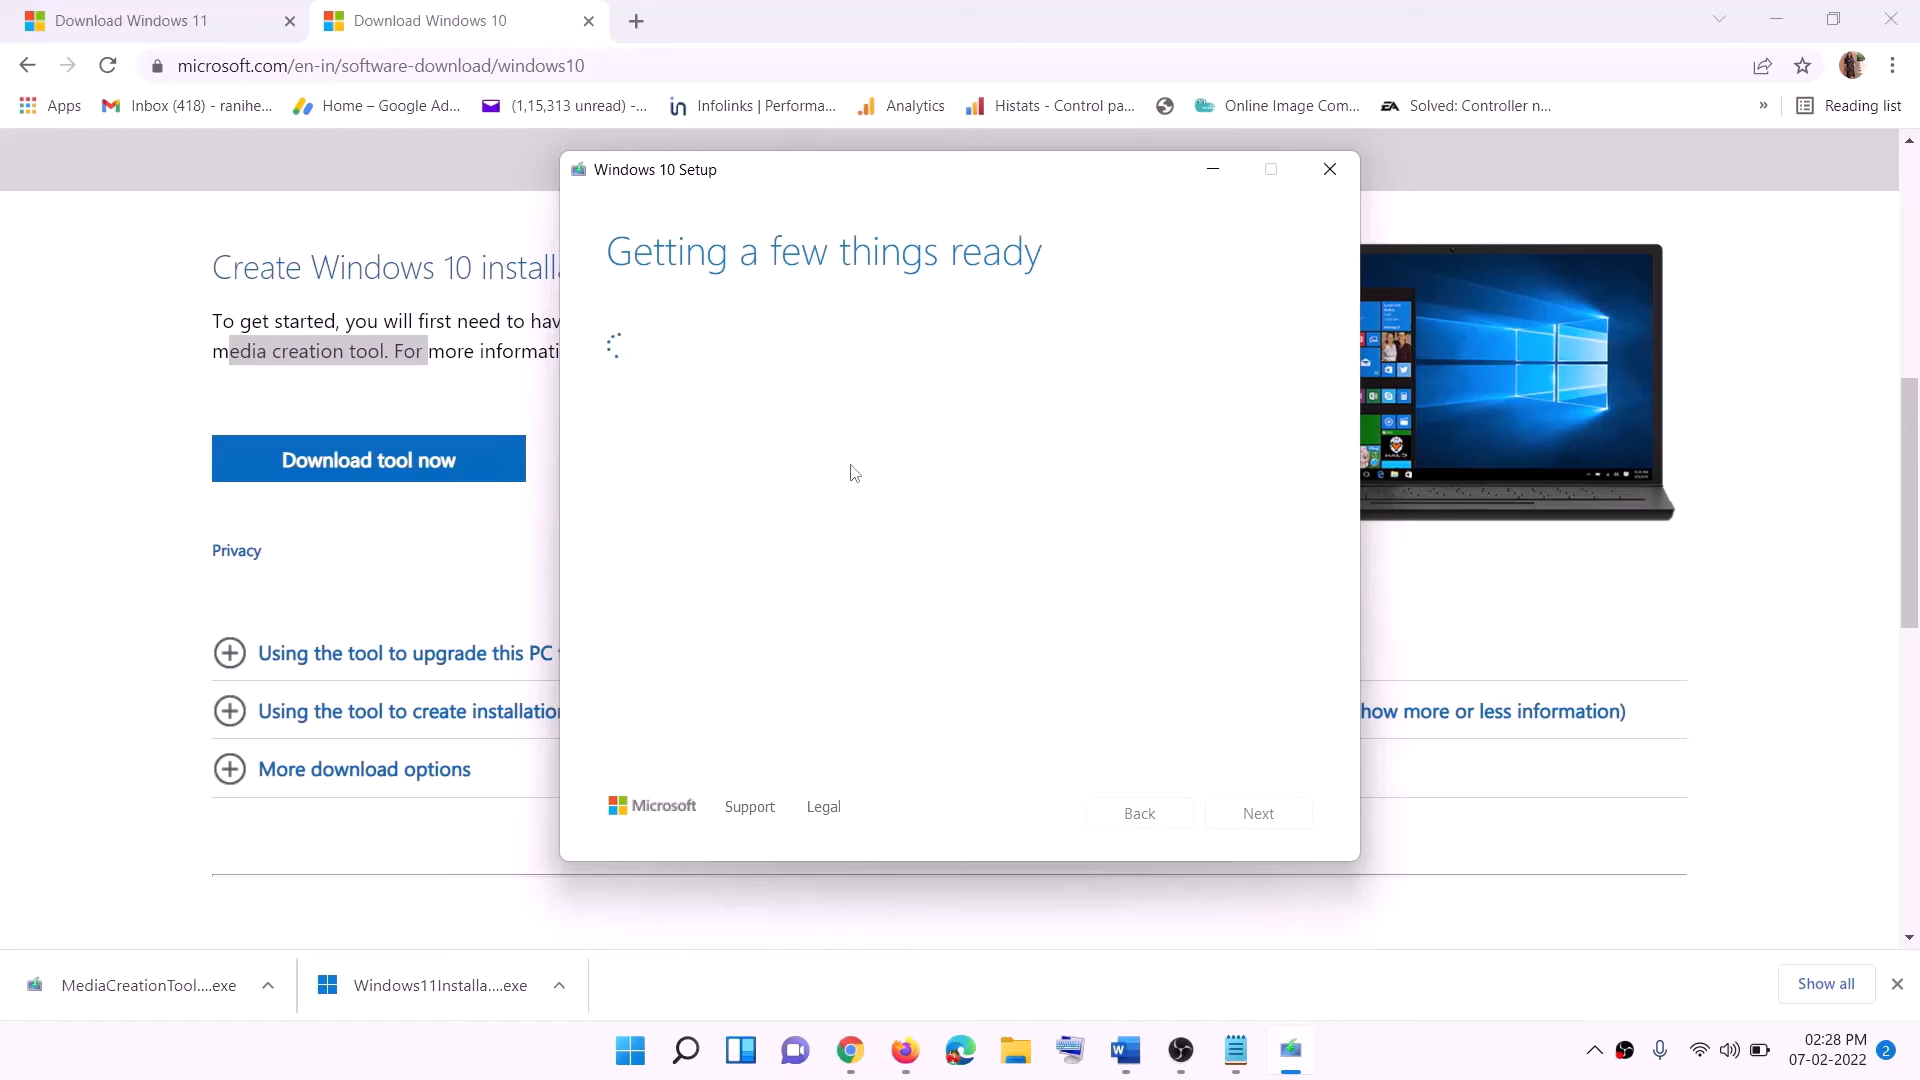 Download Windows 11
Download Windows 10
microsoft.com/en-in/software-download/windows10
Apps
Inbox (418) - ranihe...
Home – Google Ad...
(1,15,313 unread) -...
Infolinks | Performa...
Analytics
Histats - Control pa...
Online Image Com...
Solved: Controller n...
»
Reading list
Windows 10 Setup
Getting a few things ready
Create Windows 10 install
To get started, you will first need to hav
media creation tool. For more informati
Download tool now
Privacy
Using the tool to upgrade this PC
Using the tool to create installation
how more or less information)
More download options
Microsoft
Support
Legal
Back
Next
MediaCreationTool....exe
Windows11Installa....exe
Show all
02:28 PM
07-02-2022
2